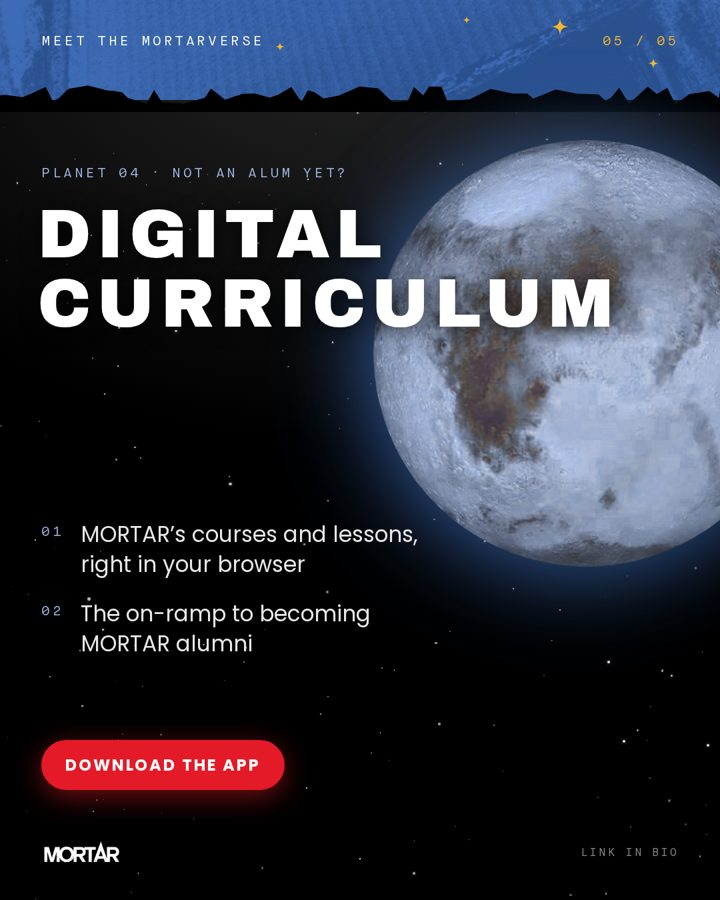 MEET THE MORTARVERSE
05 / 05
PLANET 04 · NOT AN ALUM YET?
DIGITAL
CURRICULUM
01 MORTAR’s courses and lessons,
right in your browser
02 The on-ramp to becoming
MORTAR alumni
DOWNLOAD THE APP
MORTAR
LINK IN BIO